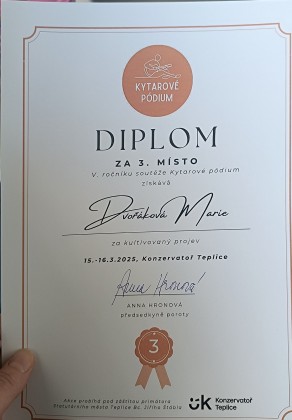 KYTAROVÉ
PÓDIUM
DIPLOM
ZA 3. MÍSTO
V. ročníku soutěže Kytarové pódium
získává
Dvořáková Marie
za kultivovaný projev
15.-16.3.2025, Konzervatoř Teplice
Anna Hronová
ANNA HRONOVÁ
předsedkyně poroty
3
Akce probíhá pod záštitou primátora
Statutárního města Teplice Bc. Jiřího Štábla
Konzervatoř
Teplice